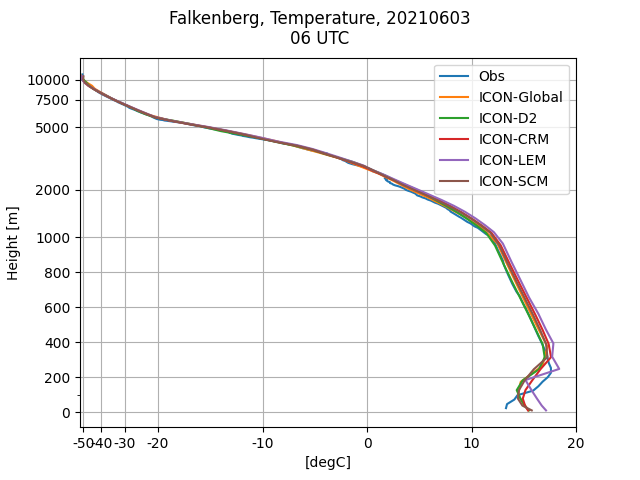 Falkenberg, Temperature, 20210603
06 UTC
Obs
ICON-Global
ICON-D2
ICON-CRM
ICON-LEM
ICON-SCM
Height [m]
10000
7500
5000
2000
1000
800
600
400
200
0
-50 -40 -30 -20 -10 0 10 20
[degC]